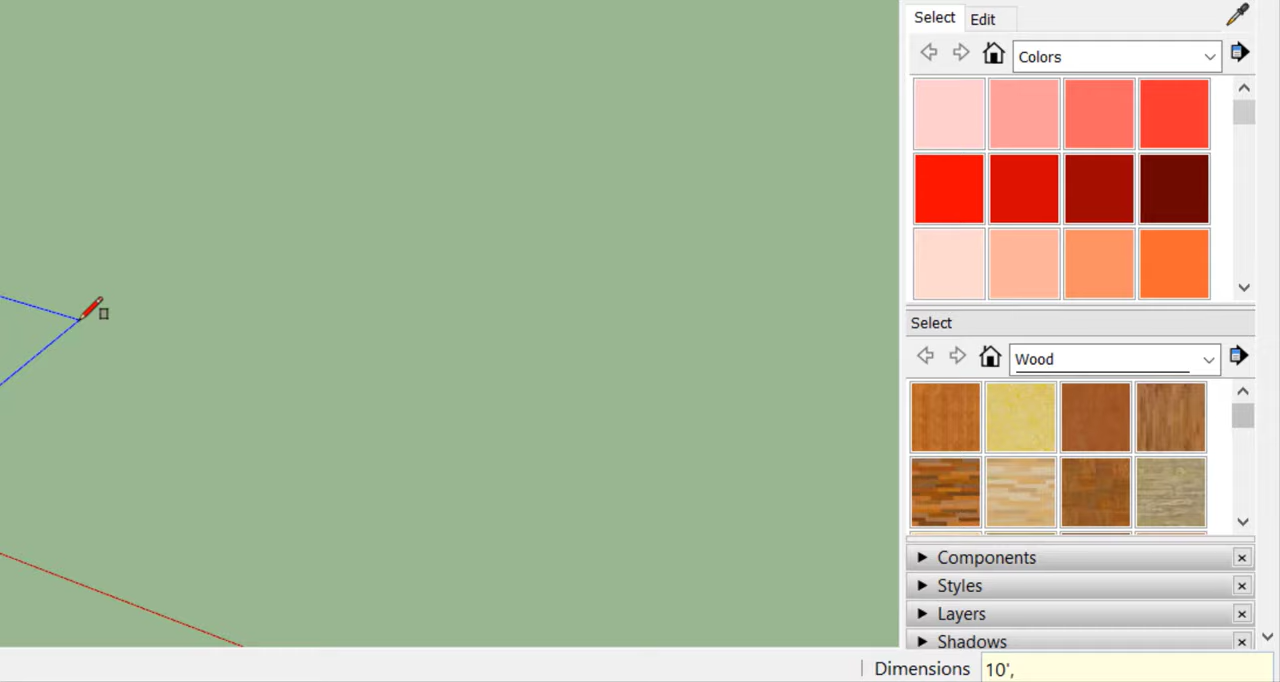 Select Edit
Colors
Select
Wood
Components
Styles
Layers
Shadows
Dimensions 10',